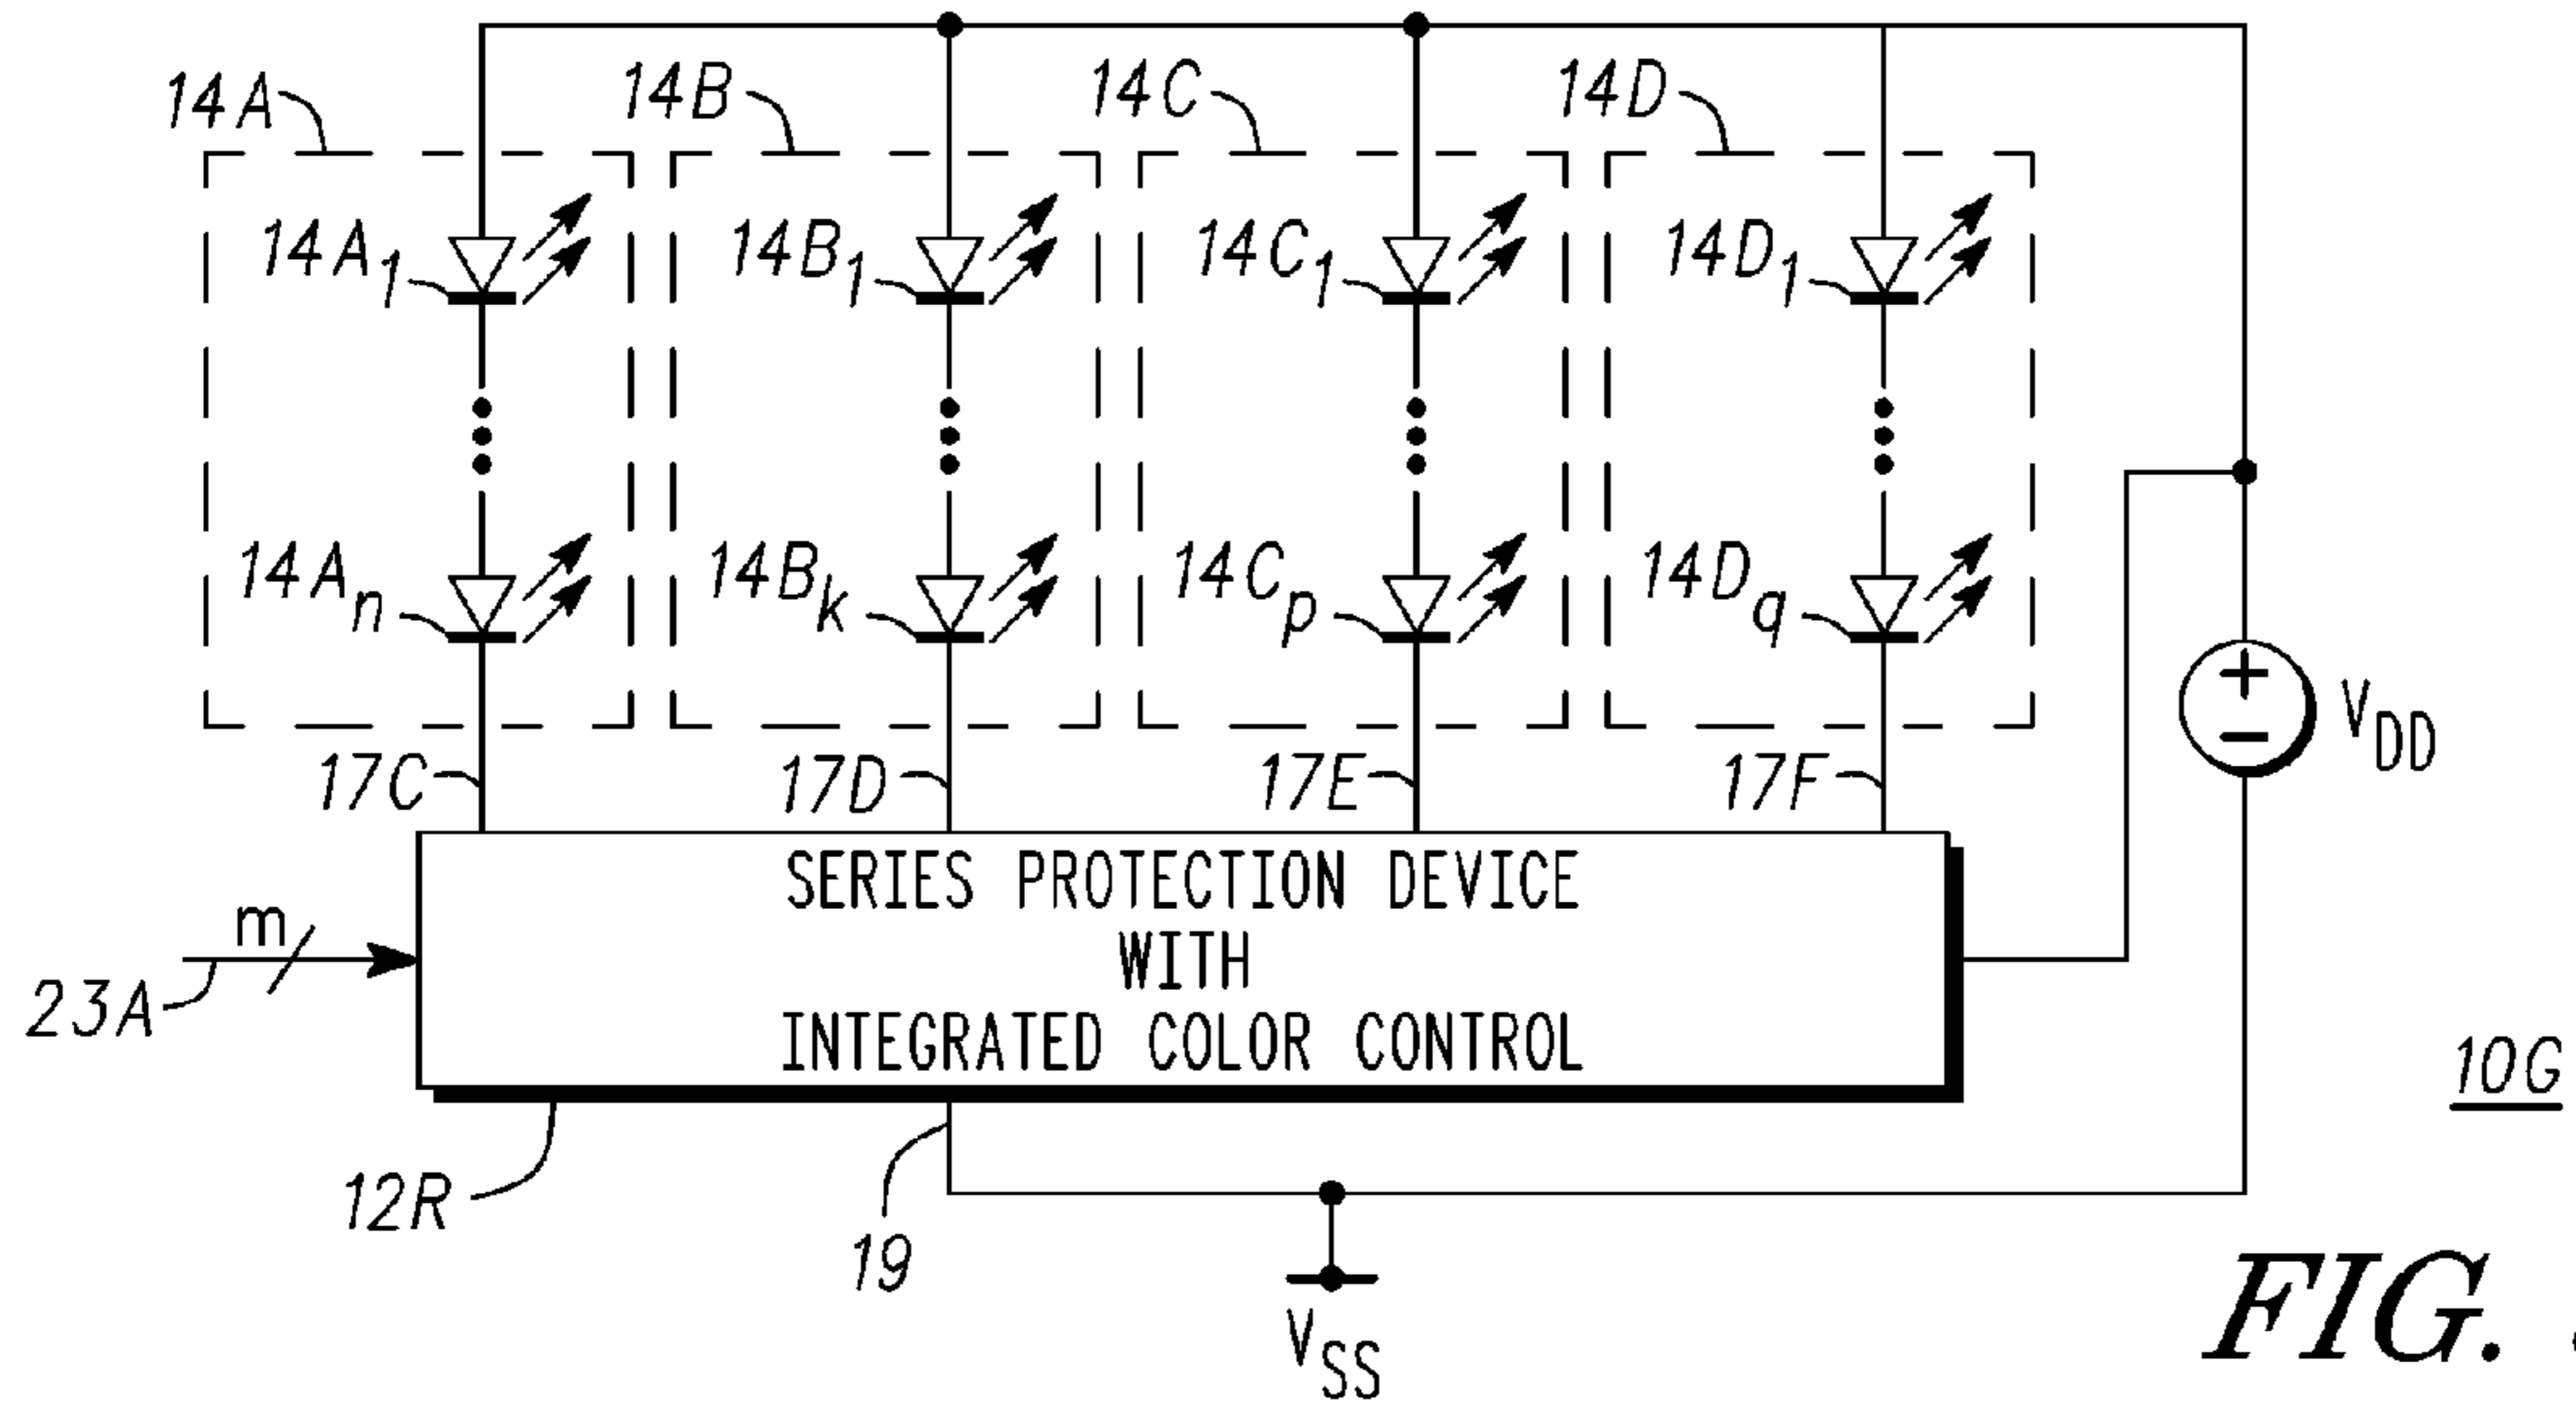 14A 14B 14C 14D
14A1 14B1 14C1 14D1
14An 14Bk 14Cp 14Dq
+
−
VDD
17C 17D 17E 17F
SERIES PROTECTION DEVICE
WITH
INTEGRATED COLOR CONTROL
m
23A
10G
12R
19
VSS
FIG.